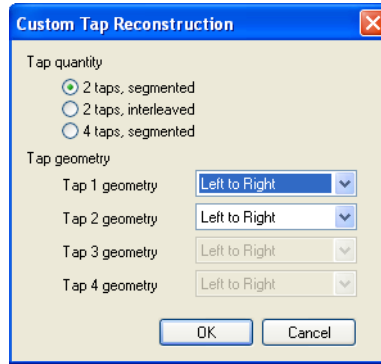 Custom Tap Reconstruction
Tap quantity
2 taps, segmented
2 taps, interleaved
4 taps, segmented
Tap geometry
Tap 1 geometry Left to Right
Tap 2 geometry Left to Right
Tap 3 geometry Left to Right
Tap 4 geometry Left to Right
OK Cancel